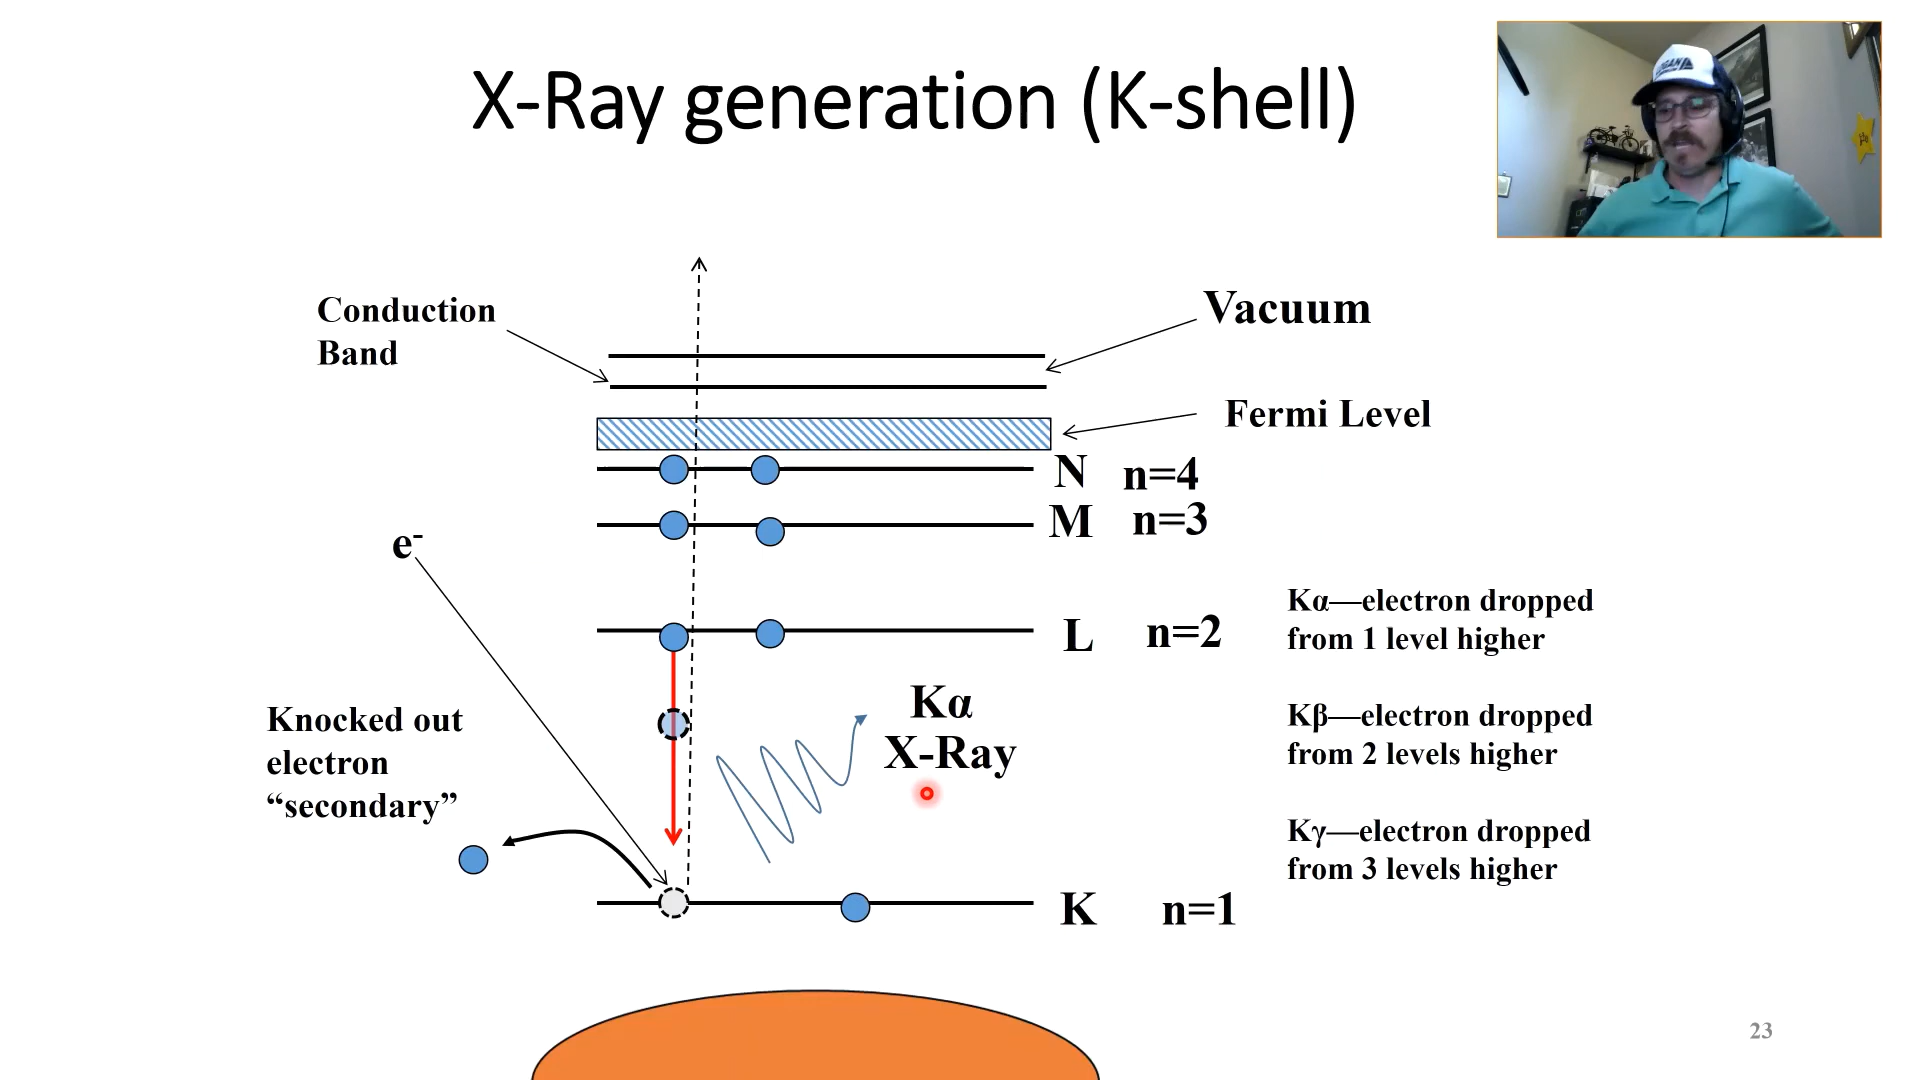 X-Ray generation (K-shell)
Conduction
Band
Vacuum
Fermi Level
N n=4
M n=3
e-
L n=2
Kα—electron dropped
from 1 level higher
Kα
X-Ray
Knocked out
electron
“secondary”
Kβ—electron dropped
from 2 levels higher
Kγ—electron dropped
from 3 levels higher
K n=1
23